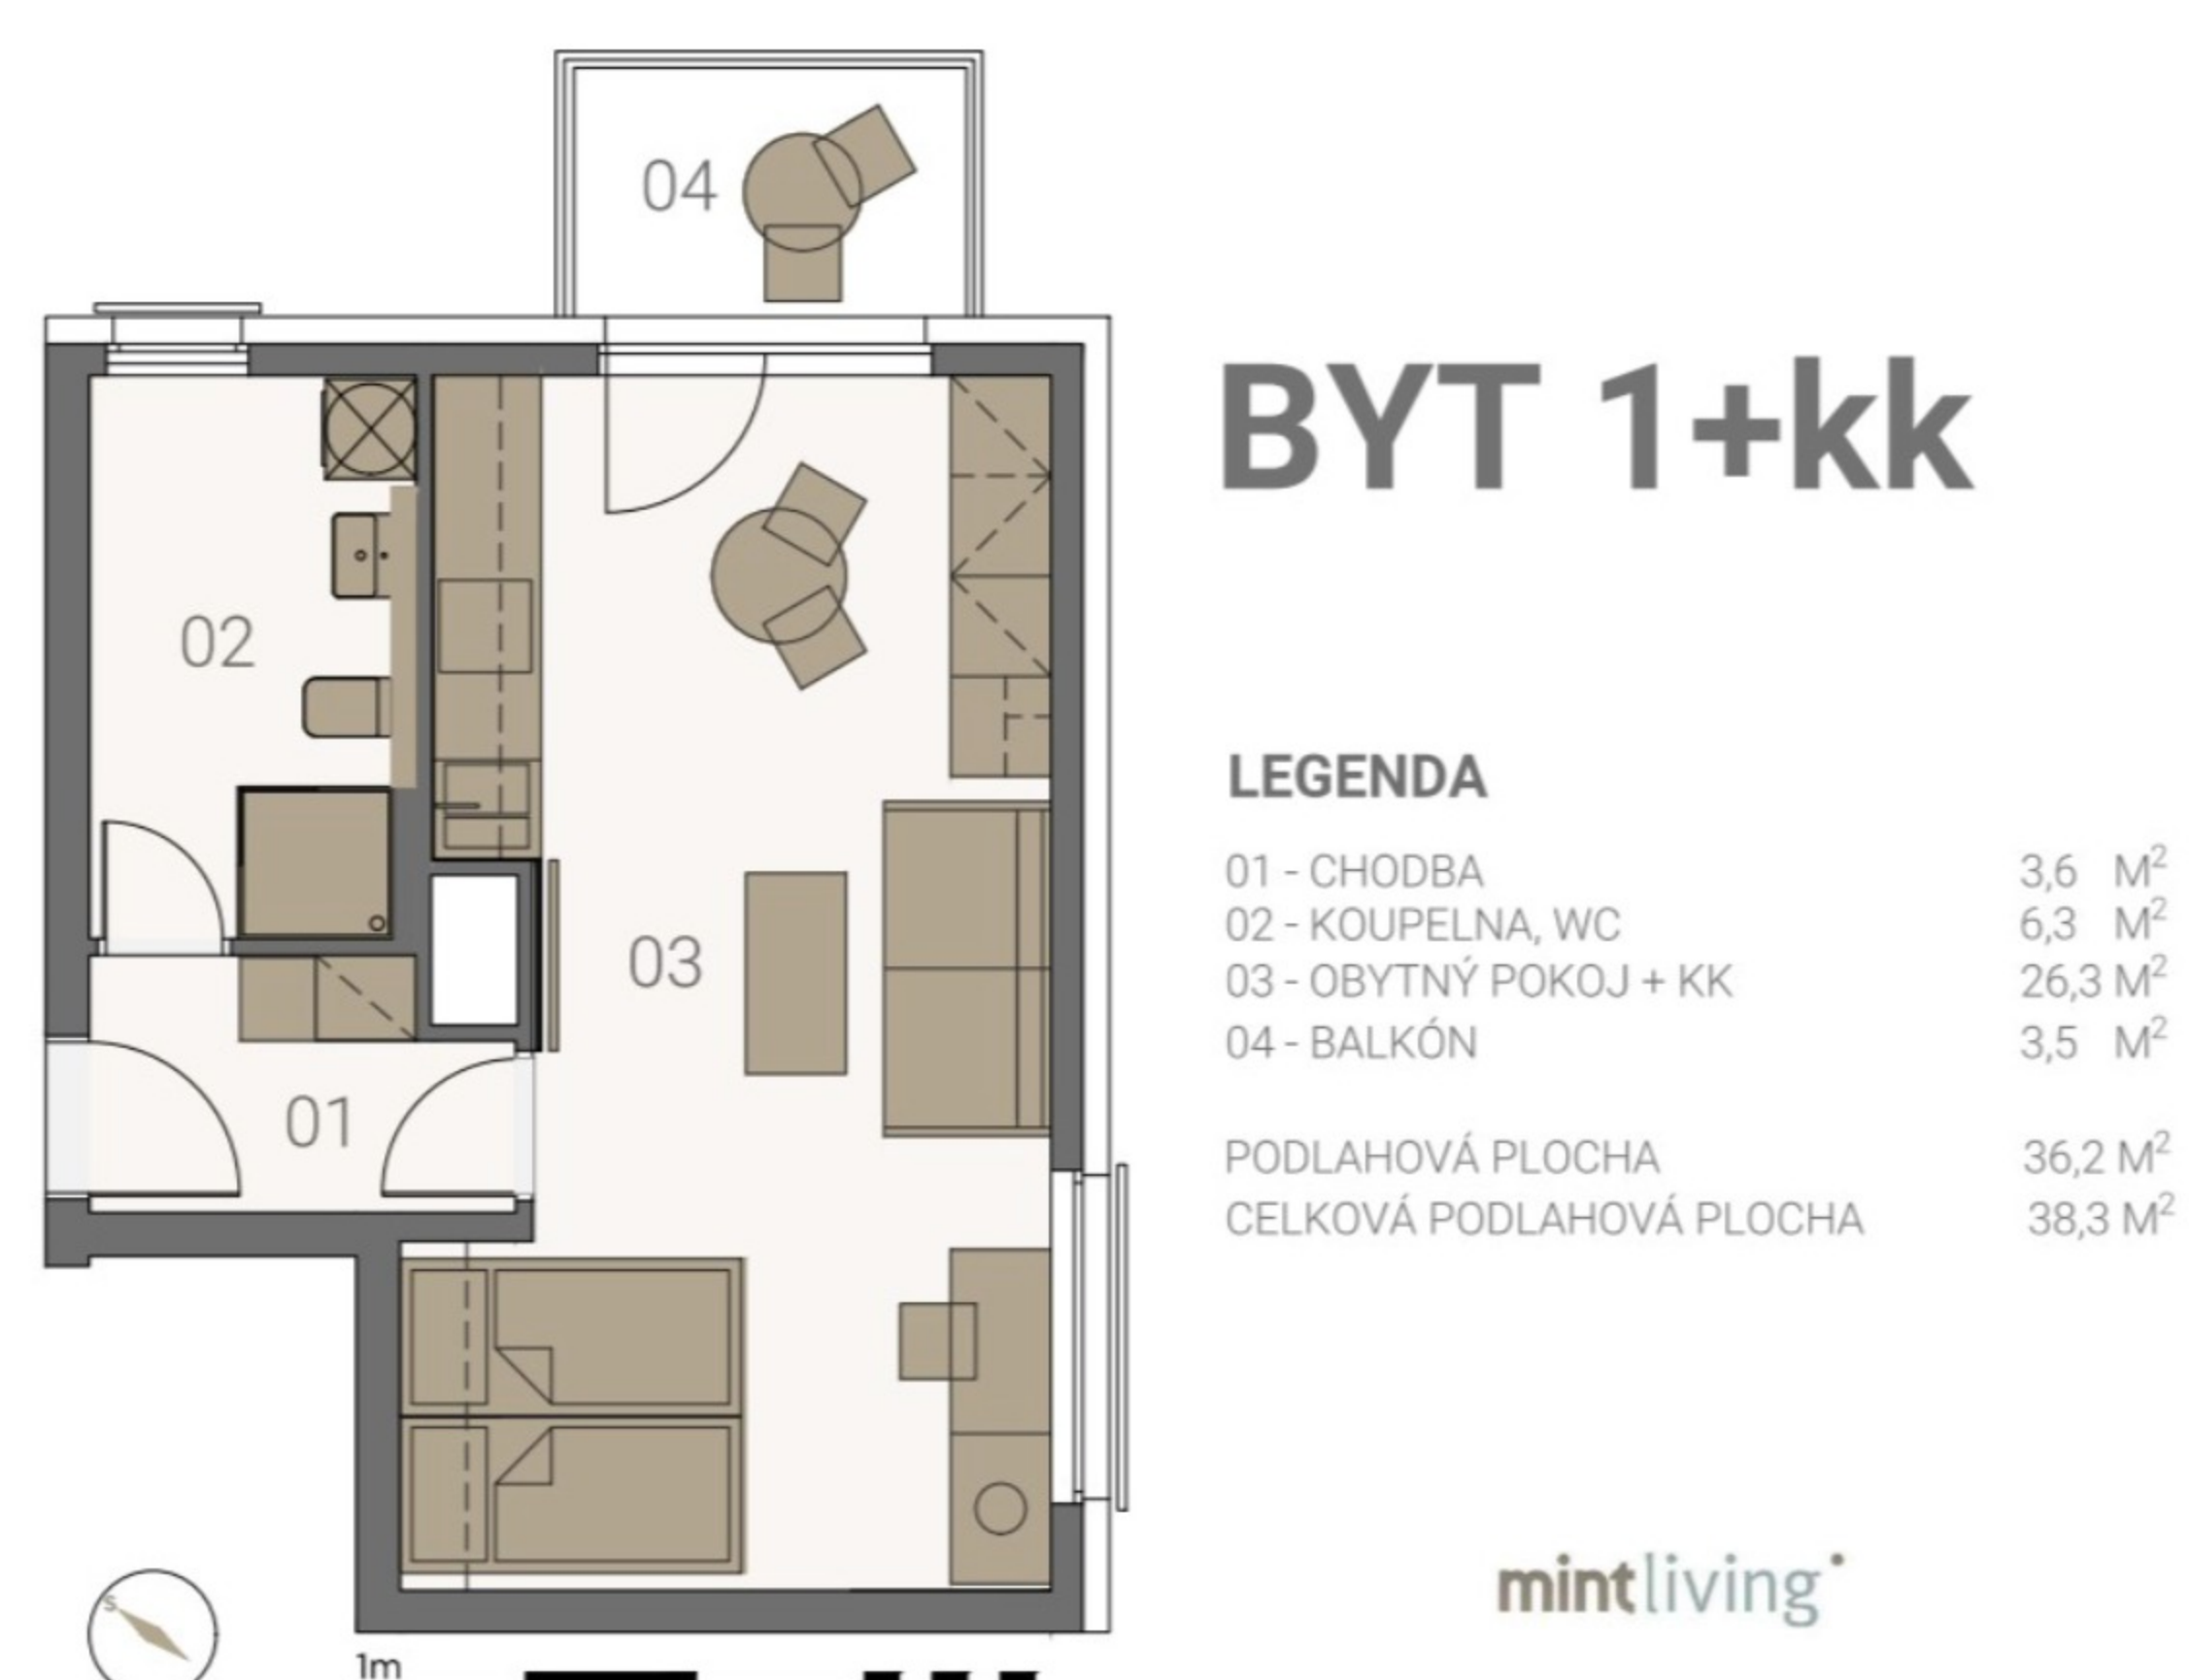 04
02
03
01
S
1m
BYT 1+kk
LEGENDA
01 - CHODBA 3,6 M²
02 - KOUPELNA, WC 6,3 M²
03 - OBYTNÝ POKOJ + KK 26,3 M²
04 - BALKÓN 3,5 M²
PODLAHOVÁ PLOCHA 36,2 M²
CELKOVÁ PODLAHOVÁ PLOCHA 38,3 M²
mintliving